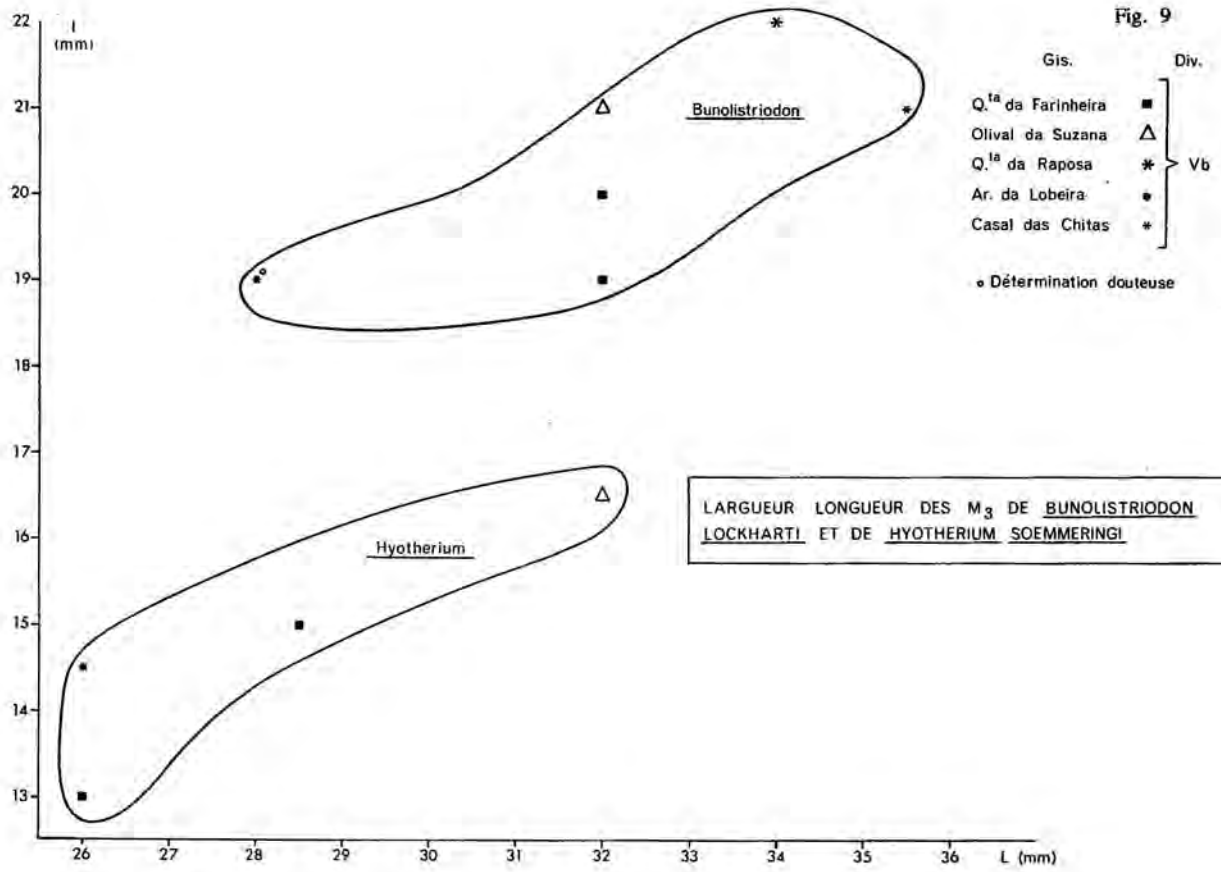 Fig. 9
l
(mm)
22
21
20
19
18
17
16
15
14
13
Bunolistriodon
Hyotherium
Gis. Div.
Q.ta da Farinheira
Olival da Suzana
Q.ta da Raposa
Ar. da Lobeira
Casal das Chitas
Vb
Détermination douteuse
LARGUEUR LONGUEUR DES M3 DE BUNOLISTRIODON
LOCKHARTI ET DE HYOTHERIUM SOEMMERINGI
26 27 28 29 30 31 32 33 34 35 36 L (mm)